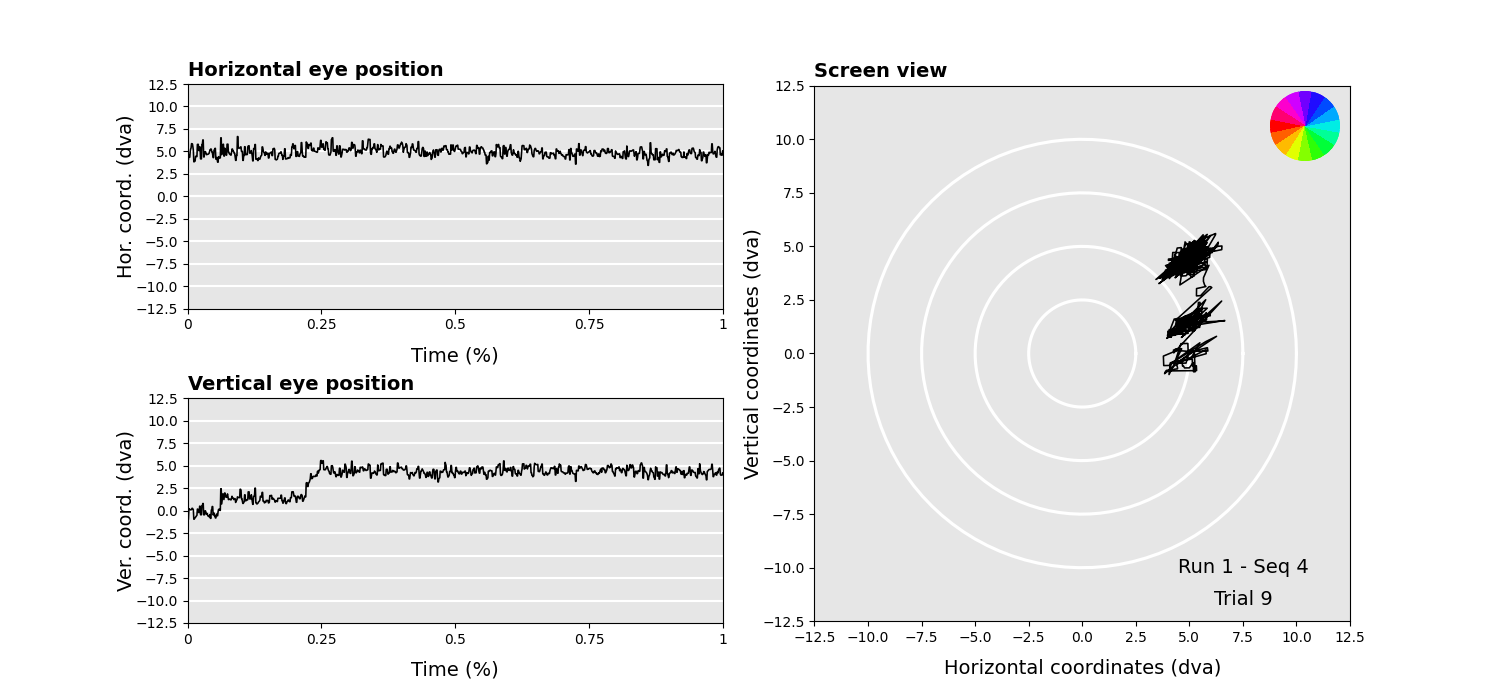 Horizontal eye position
12.5
10.0
7.5
5.0
2.5
0.0
−2.5
−5.0
−7.5
−10.0
−12.5
Hor. coord. (dva)
0 0.25 0.5 0.75 1
Time (%)
Vertical eye position
12.5
10.0
7.5
5.0
2.5
0.0
−2.5
−5.0
−7.5
−10.0
−12.5
Ver. coord. (dva)
0 0.25 0.5 0.75 1
Time (%)
Screen view
12.5
10.0
7.5
5.0
2.5
0.0
−2.5
−5.0
−7.5
−10.0
−12.5
Vertical coordinates (dva)
Run 1 - Seq 4
Trial 9
−12.5 −10.0 −7.5 −5.0 −2.5 0.0 2.5 5.0 7.5 10.0 12.5
Horizontal coordinates (dva)